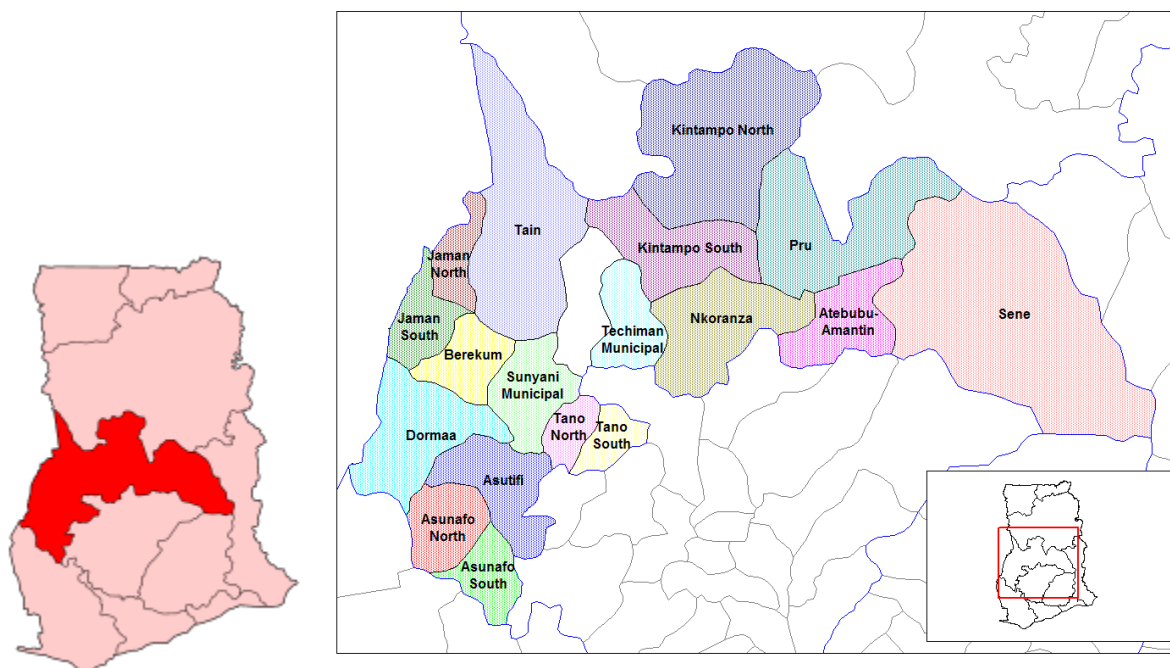 Kintampo North
Tain
Kintampo South
Pru
Jaman
North
Jaman
South
Techiman
Municipal
Nkoranza
Atebubu-
Amantin
Sene
Berekum
Sunyani
Municipal
Dormaa
Tano
North
Tano
South
Asutifi
Asunafo
North
Asunafo
South